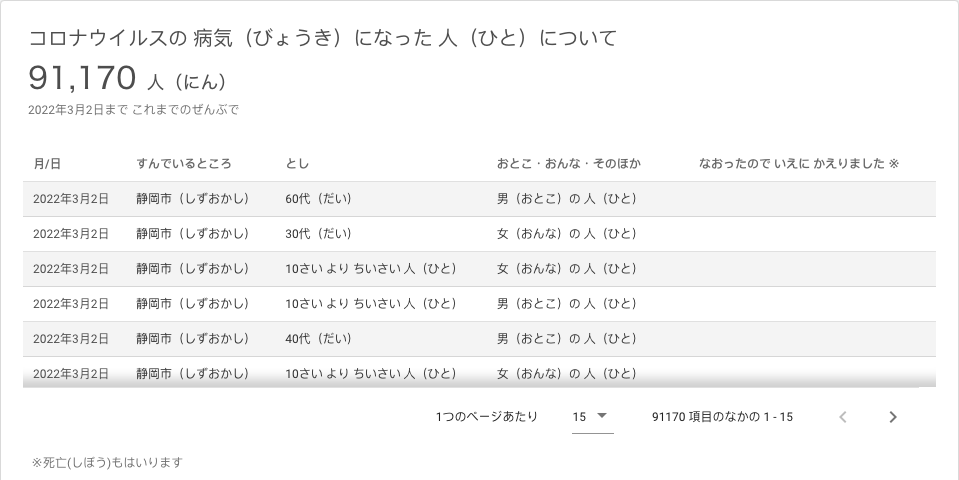 コロナウイルスの 病気（びょうき）になった 人（ひと）について
91,170 人（にん）
2022年3月2日まで これまでのぜんぶで
月/日 すんでいるところ とし おとこ・おんな・そのほか なおったので いえに かえりました ※
2022年3月2日 静岡市（しずおかし） 60代（だい） 男（おとこ）の 人（ひと）
2022年3月2日 静岡市（しずおかし） 30代（だい） 女（おんな）の 人（ひと）
2022年3月2日 静岡市（しずおかし） 10さい より ちいさい 人（ひと） 女（おんな）の 人（ひと）
2022年3月2日 静岡市（しずおかし） 10さい より ちいさい 人（ひと） 男（おとこ）の 人（ひと）
2022年3月2日 静岡市（しずおかし） 40代（だい） 男（おとこ）の 人（ひと）
2022年3月2日 静岡市（しずおかし） 10さい より ちいさい 人（ひと） 女（おんな）の 人（ひと）
1つのページあたり 15 91170 項目のなかの 1 - 15
※死亡(しぼう)もはいります